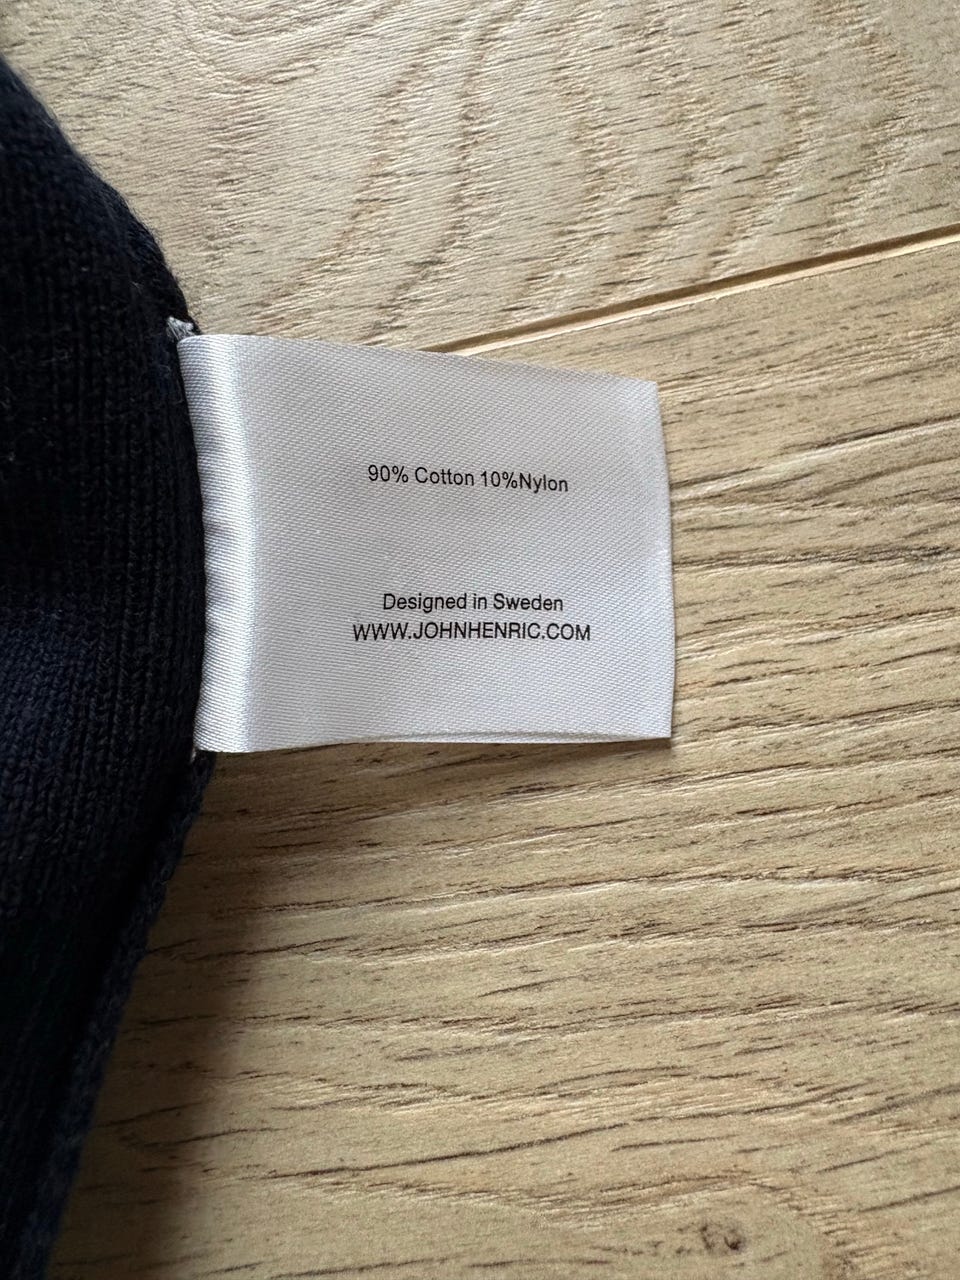 90% Cotton 10%Nylon
Designed in Sweden
WWW.JOHNHENRIC.COM